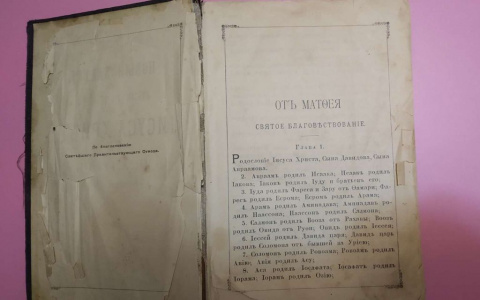 По благословенію
Святѣйшаго Правительствующаго Синода.
ОТЪ МАТѲЕЯ
СВЯТОЕ БЛАГОВѢСТВОВАНІЕ.
Глава 1.
Родословіе Іисуса Христа, Сына Давидова, Сына
Авраамова.
2. Авраамъ родилъ Исаака; Исаакъ родилъ
Іакова; Іаковъ родилъ Іуду и братьевъ его;
3. Іуда родилъ Фареса и Зару отъ Ѳамари; Фа-
ресъ родилъ Есрома; Есромъ родилъ Арама;
4. Арамъ родилъ Аминадава; Аминадавъ ро-
дилъ Наассона; Наассонъ родилъ Салмона;
5. Салмонъ родилъ Вооза отъ Рахавы; Воозъ
родилъ Овида отъ Руѳи; Овидъ родилъ Іессея;
6. Іессей родилъ Давида царя; Давидъ царь
родилъ Соломона отъ бывшей за Уріею;
7. Соломонъ родилъ Ровоама; Ровоамъ родилъ
Авію; Авія родилъ Асу;
8. Аса родилъ Іосафата; Іосафатъ родилъ
Іорама; Іорамъ родилъ Озію;